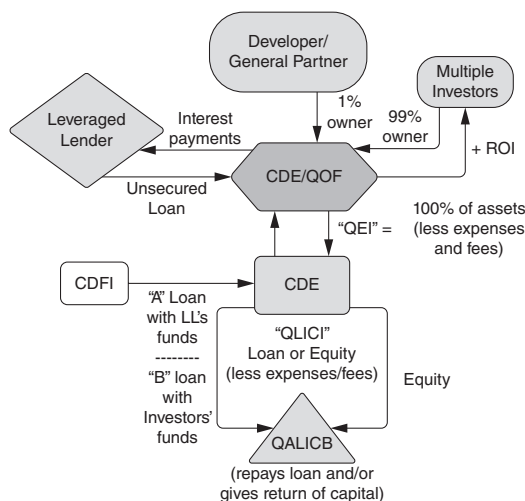 Developer/
General Partner
Multiple
Investors
1%
owner
99%
owner
+ ROI
Leveraged
Lender
Interest
payments
Unsecured
Loan
CDE/QOF
"QEI" =
100% of assets
(less expenses
and fees)
CDFI
CDE
"A" Loan
with LL's
funds
--------
"B" loan
with
Investors'
funds
"QLICI"
Loan or Equity
(less expenses/fees)
Equity
QALICB
(repays loan and/or
gives return of capital)